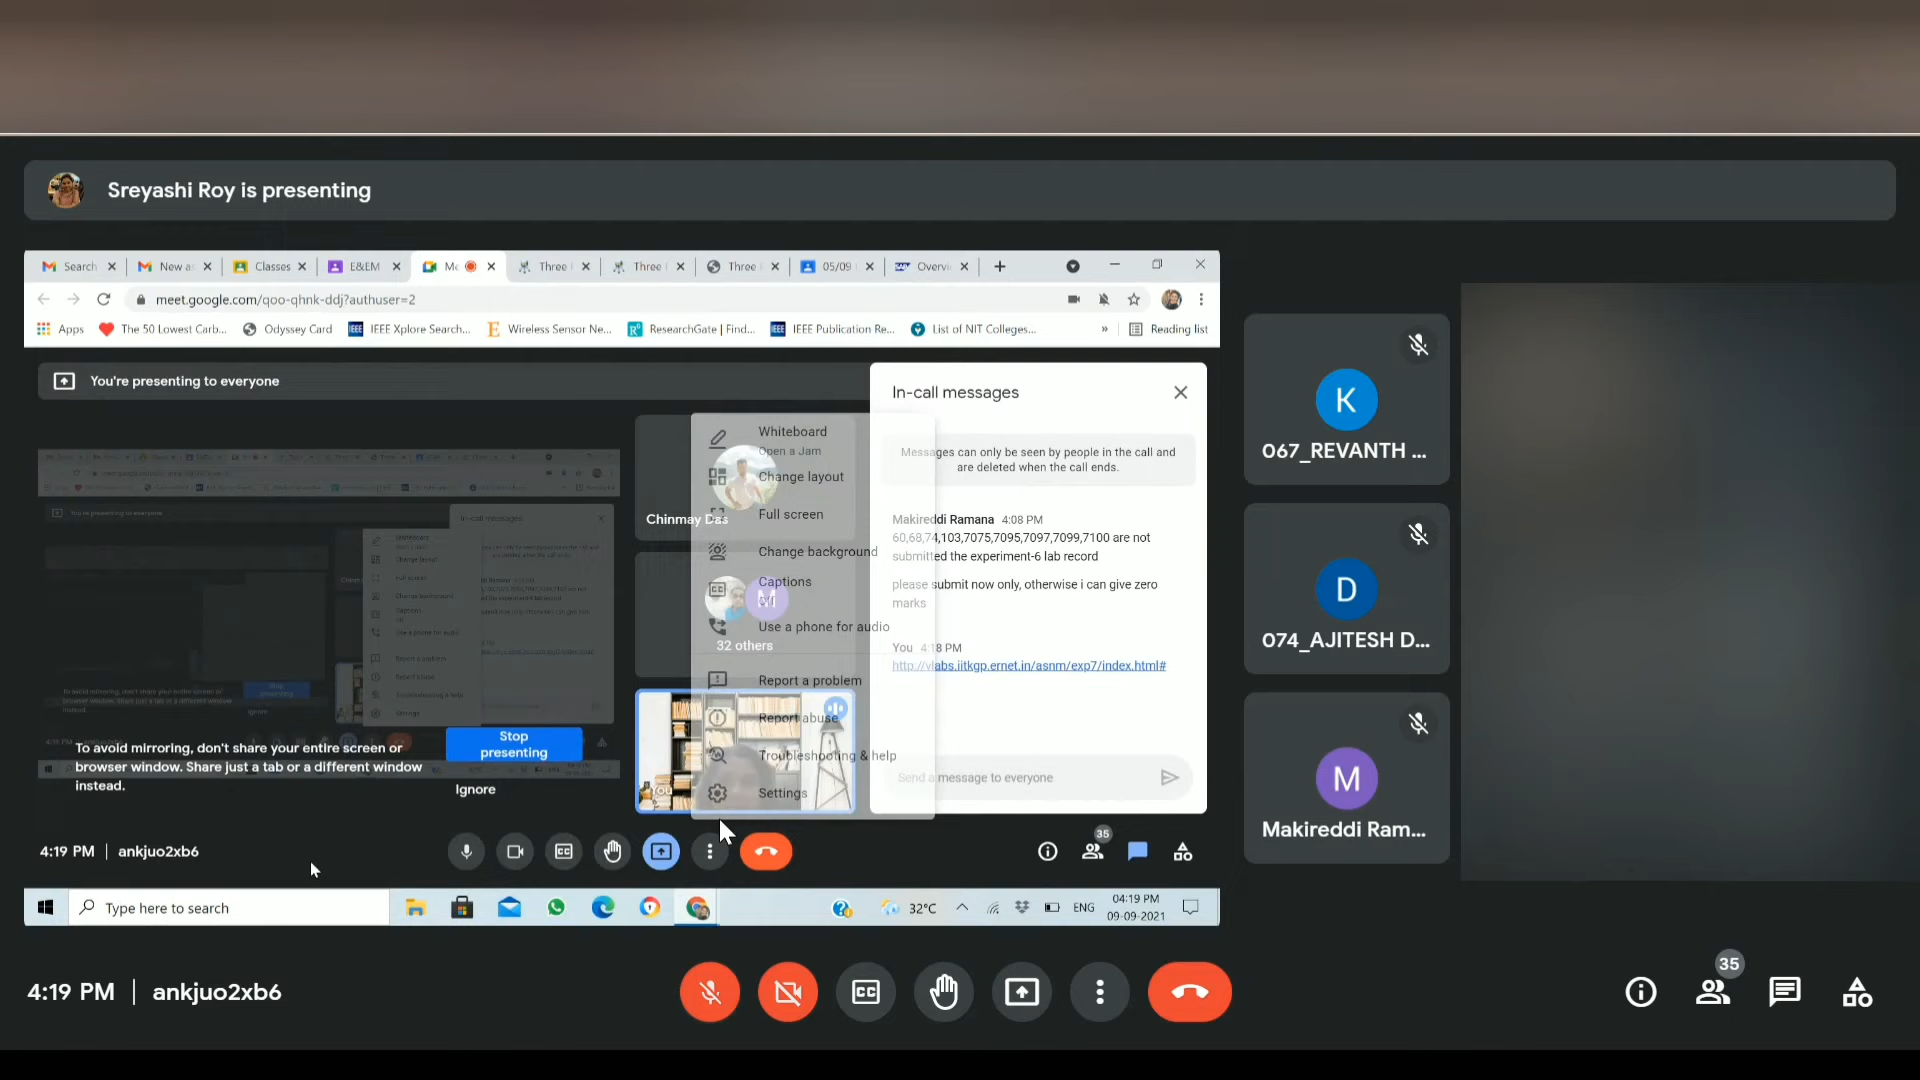 Sreyashi Roy is presenting
Search
New a
Classes
E&EM
Me
Three
Three
Three
05/09
Overvi
meet.google.com/qoo-qhnk-ddj?authuser=2
Apps
The 50 Lowest Carb...
Odyssey Card
IEEE Xplore Search...
Wireless Sensor Ne...
ResearchGate | Find...
IEEE Publication Re...
List of NIT Colleges...
»
Reading list
You're presenting to everyone
In-call messages
Messages can only be seen by people in the call and
are deleted when the call ends.
Whiteboard
Open a Jam
Change layout
Full screen
Change background
Captions
Off
Use a phone for audio
Report a problem
Report abuse
Troubleshooting & help
Settings
Chinmay Das
M
32 others
You
Makireddi Ramana 4:08 PM
60,68,74,103,7075,7095,7097,7099,7100 are not
submitted the experiment-6 lab record
please submit now only, otherwise i can give zero
marks
You 4:18 PM
http://vlabs.iitkgp.ernet.in/asnm/exp7/index.html#
Send a message to everyone
To avoid mirroring, don't share your entire screen or
browser window. Share just a tab or a different window
instead.
Stop
presenting
Ignore
4:19 PM | ankjuo2xb6
35
Type here to search
32°C
ENG
04:19 PM
09-09-2021
K
067_REVANTH ...
D
074_AJITESH D...
M
Makireddi Ram...
4:19 PM | ankjuo2xb6
CC
35